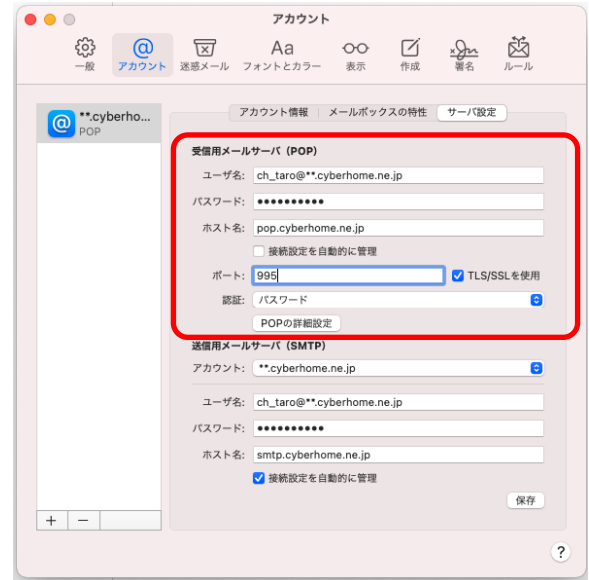 アカウント
一般 アカウント 迷惑メール フォントとカラー 表示 作成 署名 ルール
**.cyberho...
POP
アカウント情報 メールボックスの特性 サーバ設定
受信用メールサーバ (POP)
ユーザ名: ch_taro@**.cyberhome.ne.jp
パスワード: ●●●●●●●●●●
ホスト名: pop.cyberhome.ne.jp
接続設定を自動的に管理
ポート: 995 TLS/SSLを使用
認証: パスワード
POPの詳細設定
送信用メールサーバ (SMTP)
アカウント: **.cyberhome.ne.jp
ユーザ名: ch_taro@**.cyberhome.ne.jp
パスワード: ●●●●●●●●●●
ホスト名: smtp.cyberhome.ne.jp
接続設定を自動的に管理
保存
+ −
?